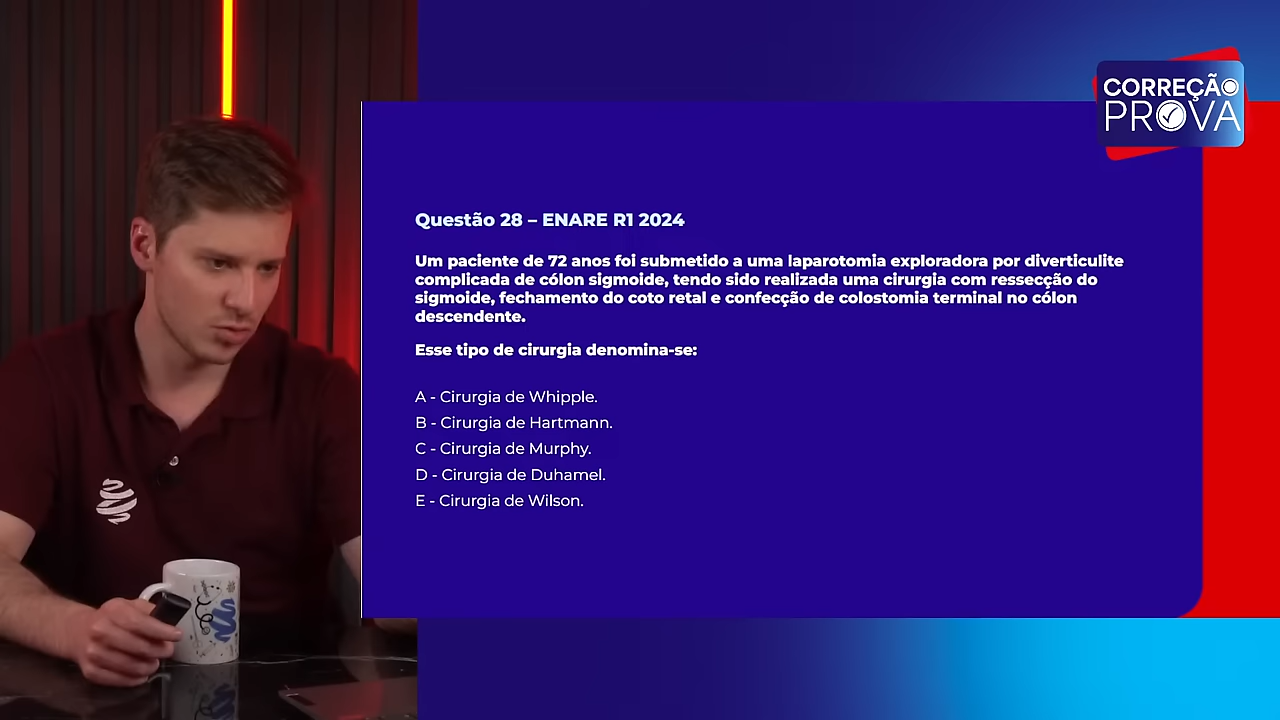 CORREÇÃO
PROVA
Questão 28 – ENARE R1 2024
Um paciente de 72 anos foi submetido a uma laparotomia exploradora por diverticulite
complicada de cólon sigmoide, tendo sido realizada uma cirurgia com ressecção do
sigmoide, fechamento do coto retal e confecção de colostomia terminal no cólon
descendente.
Esse tipo de cirurgia denomina-se:
A - Cirurgia de Whipple.
B - Cirurgia de Hartmann.
C - Cirurgia de Murphy.
D - Cirurgia de Duhamel.
E - Cirurgia de Wilson.